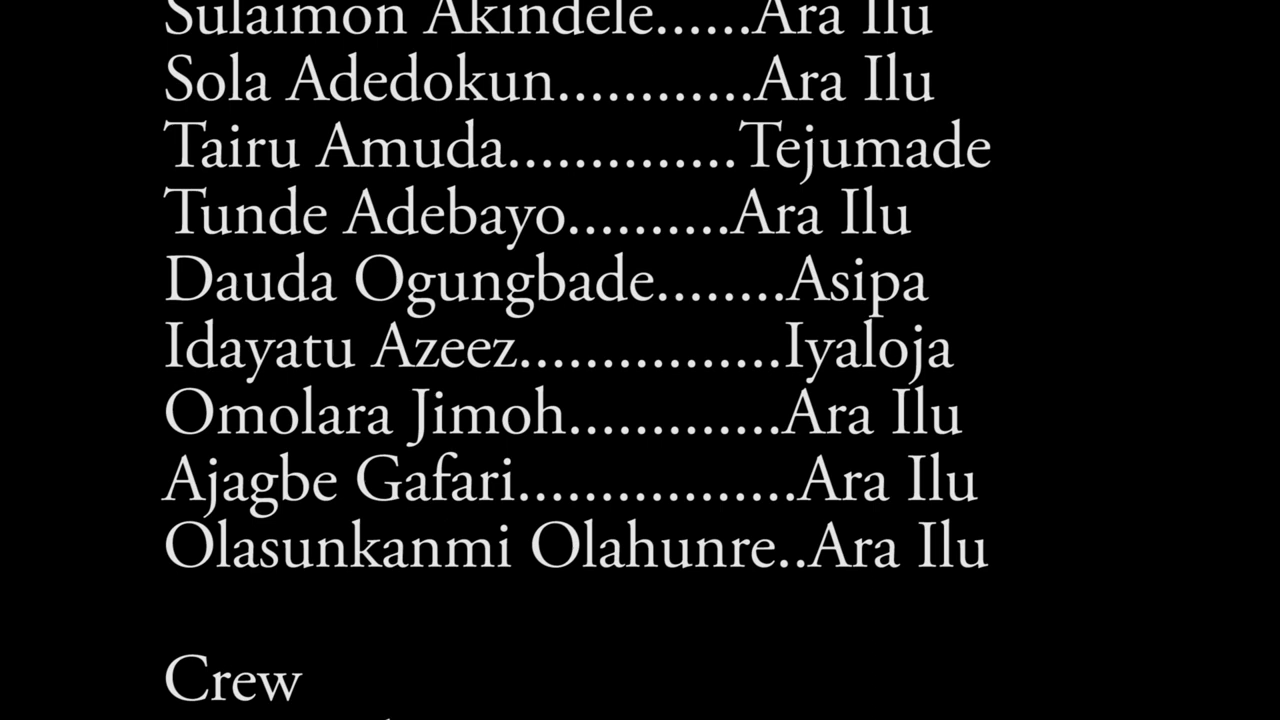 Sulaimon Akindele......Ara Ilu
Sola Adedokun............Ara Ilu
Tairu Amuda..............Tejumade
Tunde Adebayo..........Ara Ilu
Dauda Ogungbade........Asipa
Idayatu Azeez................Iyaloja
Omolara Jimoh.............Ara Ilu
Ajagbe Gafari.................Ara Ilu
Olasunkanmi Olahunre..Ara Ilu
Crew